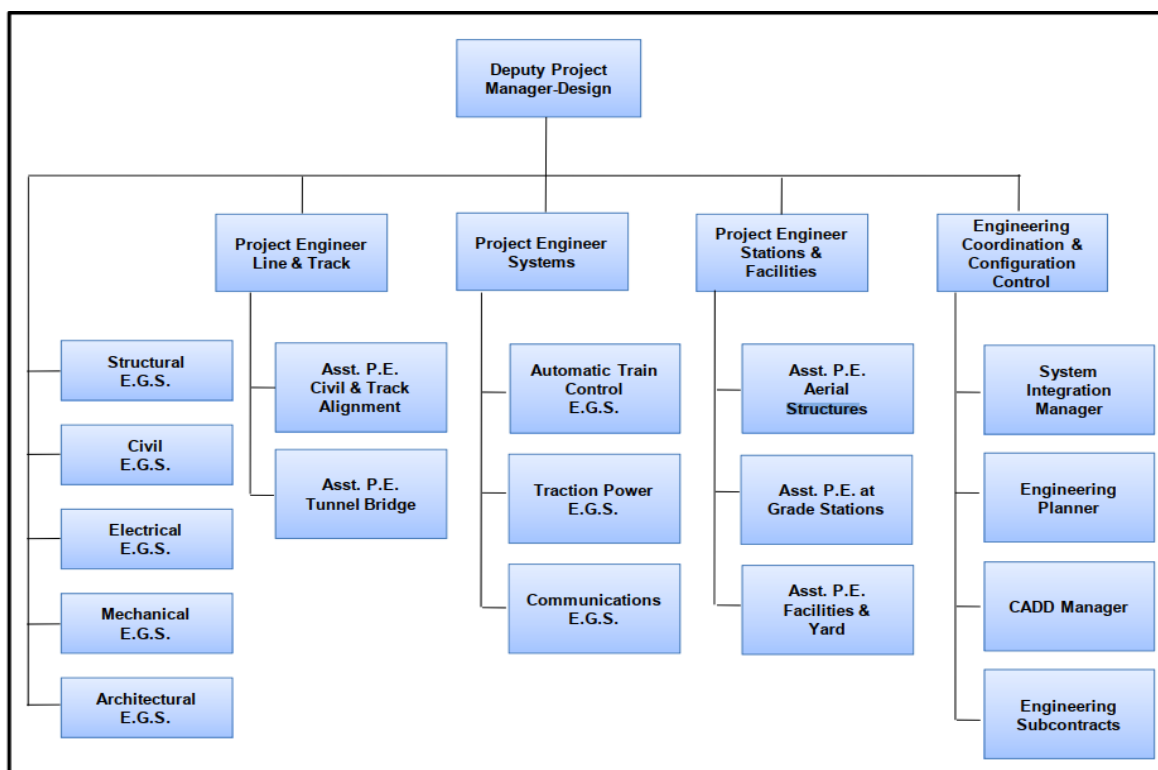 Deputy Project
Manager-Design
Project Engineer
Line & Track
Project Engineer
Systems
Project Engineer
Stations &
Facilities
Engineering
Coordination &
Configuration
Control
Structural
E.G.S.
Civil
E.G.S.
Electrical
E.G.S.
Mechanical
E.G.S.
Architectural
E.G.S.
Asst. P.E.
Civil & Track
Alignment
Asst. P.E.
Tunnel Bridge
Automatic Train
Control
E.G.S.
Traction Power
E.G.S.
Communications
E.G.S.
Asst. P.E.
Aerial
Structures
Asst. P.E. at
Grade Stations
Asst. P.E.
Facilities &
Yard
System
Integration
Manager
Engineering
Planner
CADD Manager
Engineering
Subcontracts